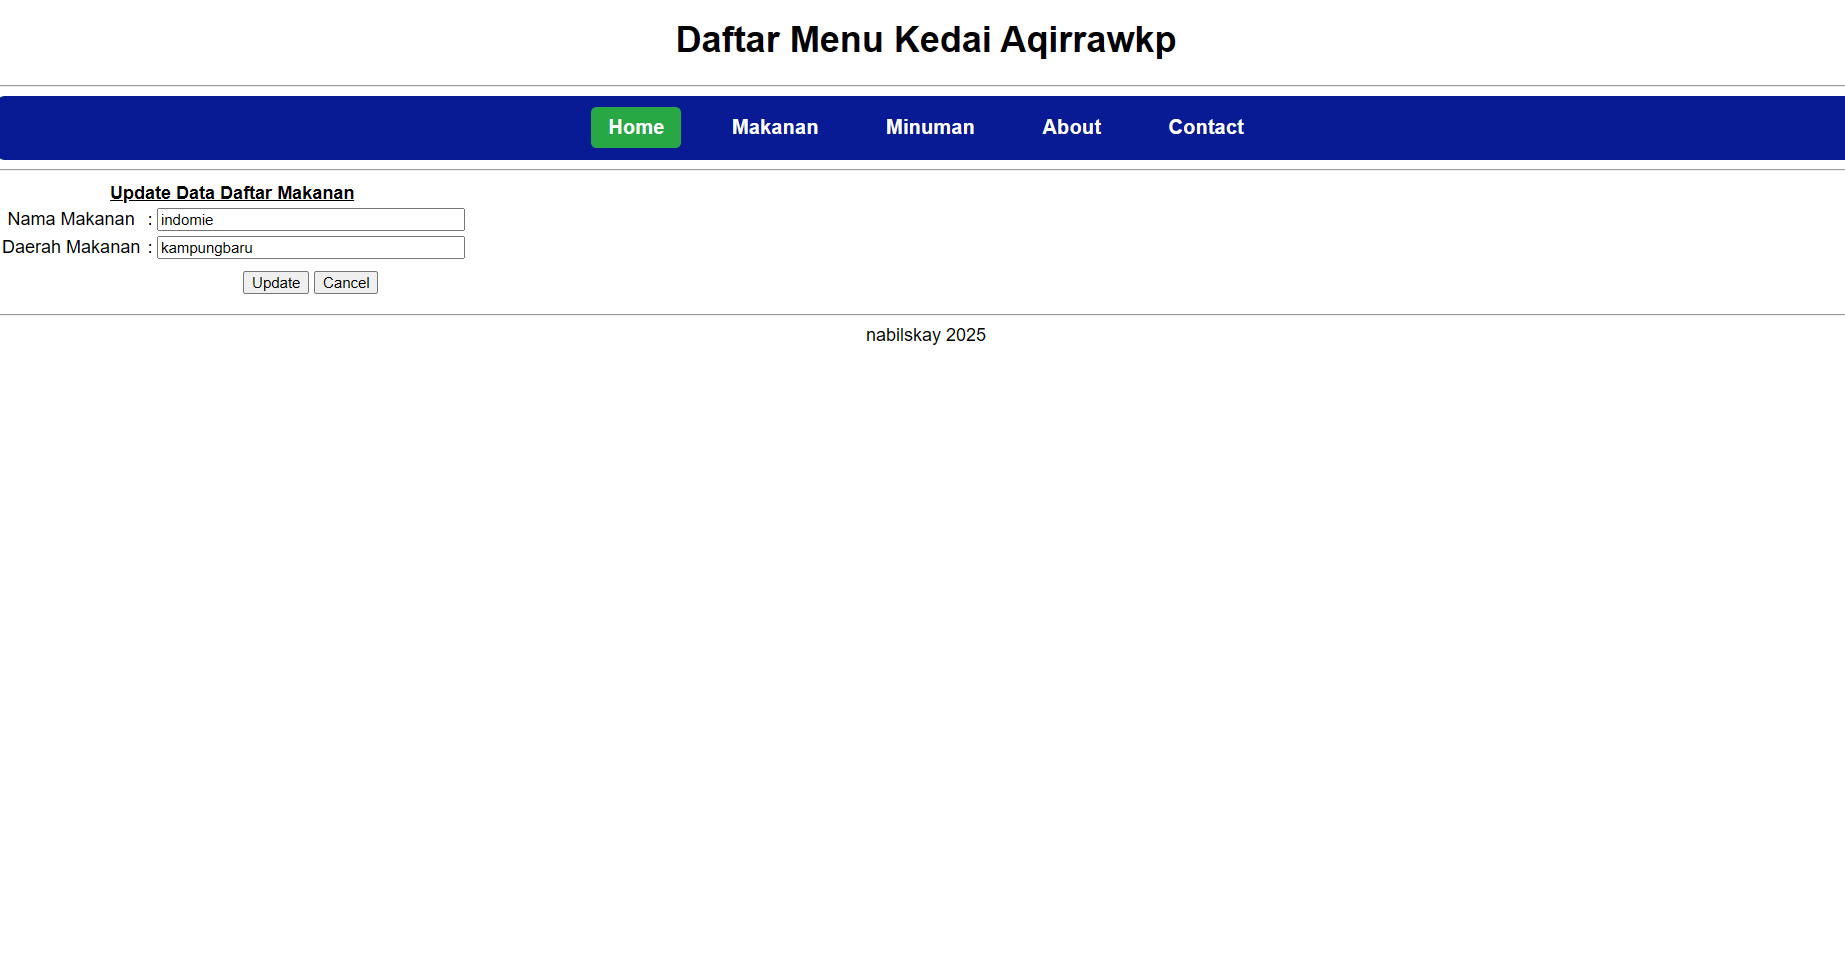 Daftar Menu Kedai Aqirrawkp
Home Makanan Minuman About Contact
Update Data Daftar Makanan
Nama Makanan : indomie
Daerah Makanan : kampungbaru
Update Cancel
nabilskay 2025